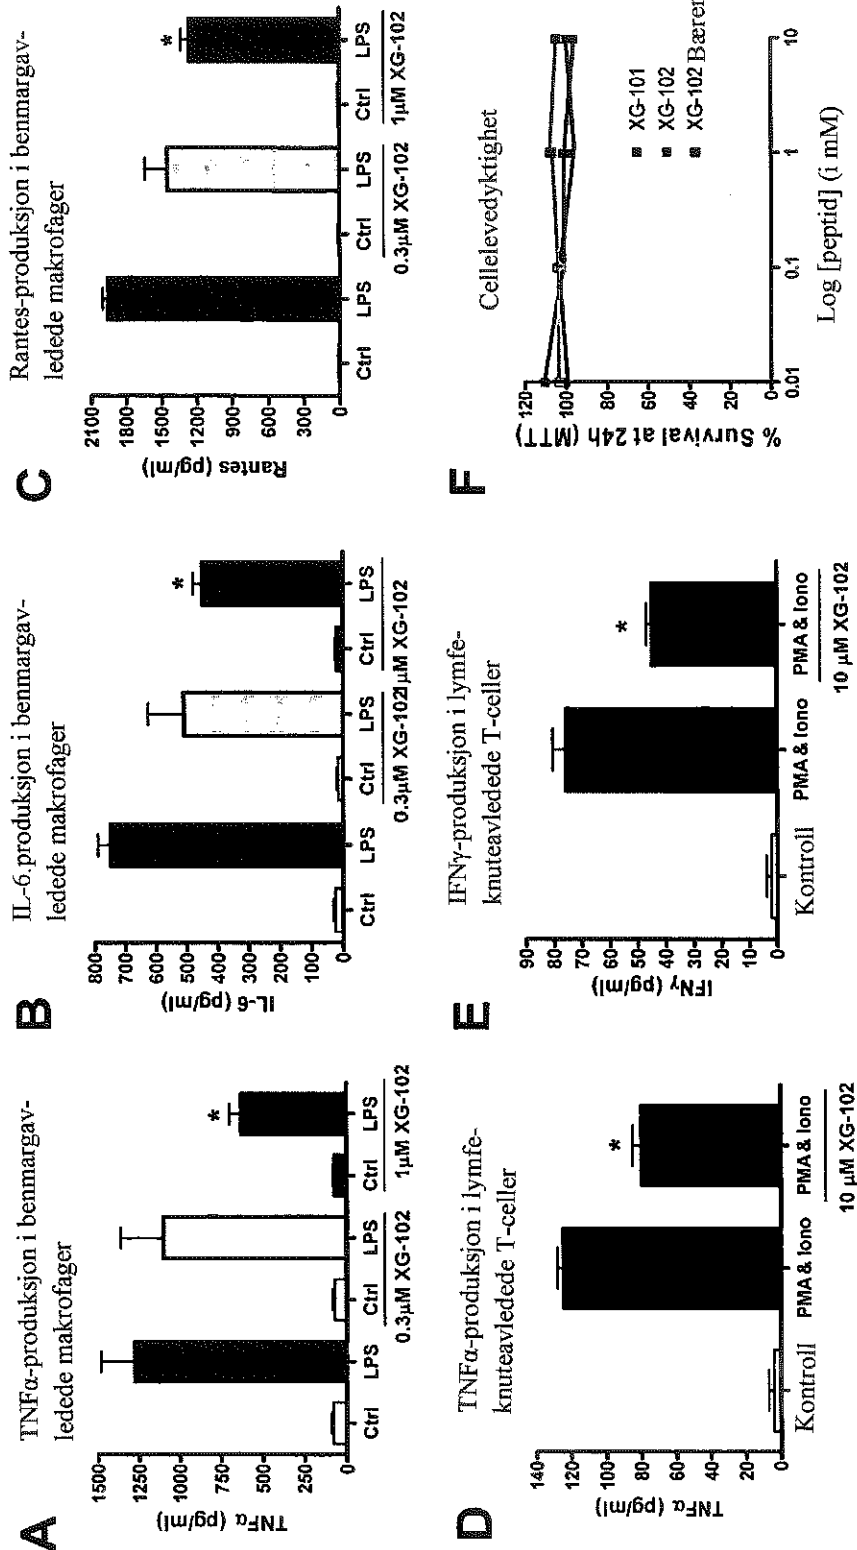 A
TNFα-produksjon i benmargav-
ledede makrofager
TNFα (pg/ml)
1500
1250
1000
750
500
250
0
Ctrl LPS Ctrl LPS Ctrl LPS
0.3µM XG-102 1µM XG-102
B
IL-6.produksjon i benmargav-
ledede makrofager
IL-6 (pg/ml)
800
700
600
500
400
300
200
100
0
Ctrl LPS Ctrl LPS Ctrl LPS
0.3µM XG-102 1µM XG-102
*
C
Rantes-produksjon i benmargav-
ledede makrofager
Rantes (pg/ml)
2100
1800
1500
1200
900
600
300
0
Ctrl LPS Ctrl LPS Ctrl LPS
0.3µM XG-102 1µM XG-102
*
D
TNFα-produksjon i lymfe-
knuteavledede T-celler
TNFα (pg/ml)
140
120
100
80
60
40
20
0
Kontroll PMA & Iono PMA & Iono
10 µM XG-102
*
E
IFNγ-produksjon i lymfe-
knuteavledede T-celler
IFNγ (pg/ml)
90
80
70
60
50
40
30
20
10
0
Kontroll PMA & Iono PMA & Iono
10 µM XG-102
*
F
Cellelevedyktighet
% Survival at 24h (MTT)
120
100
80
60
40
20
0
0.01 0.1 1 10
Log [peptid] (i mM)
XG-101
XG-102
XG-102 Bærer